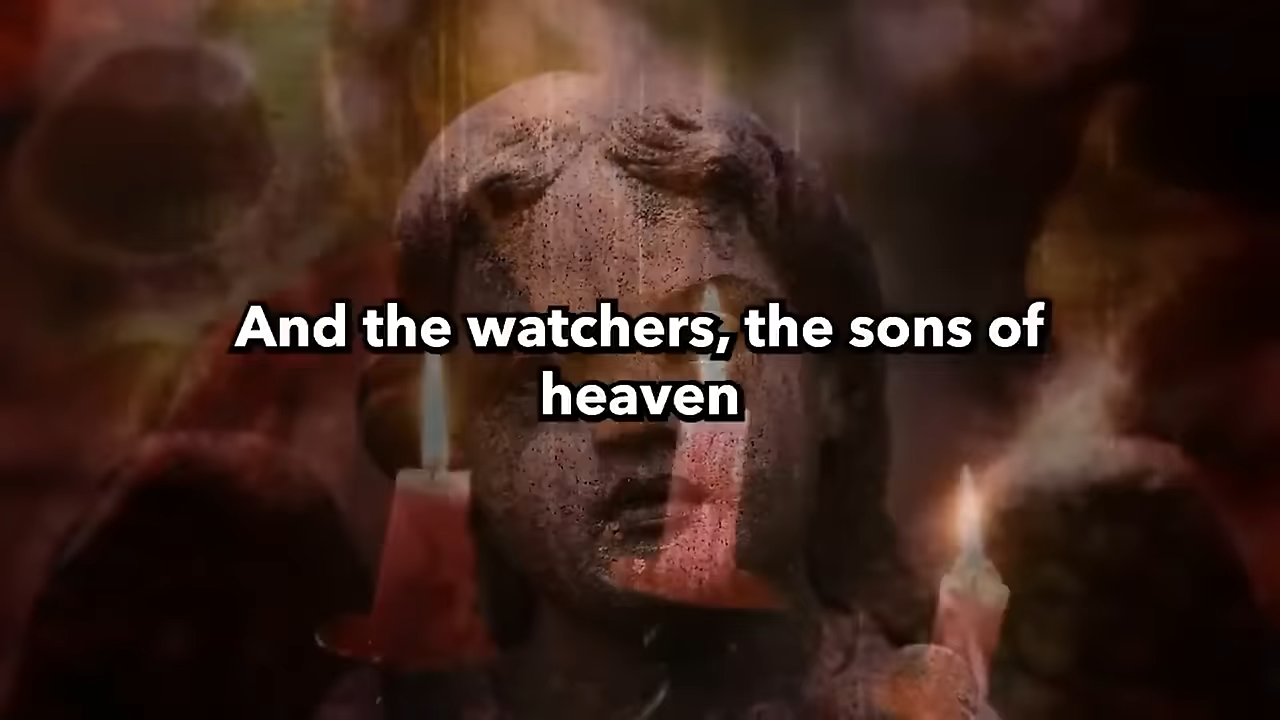 And the watchers, the sons of
heaven